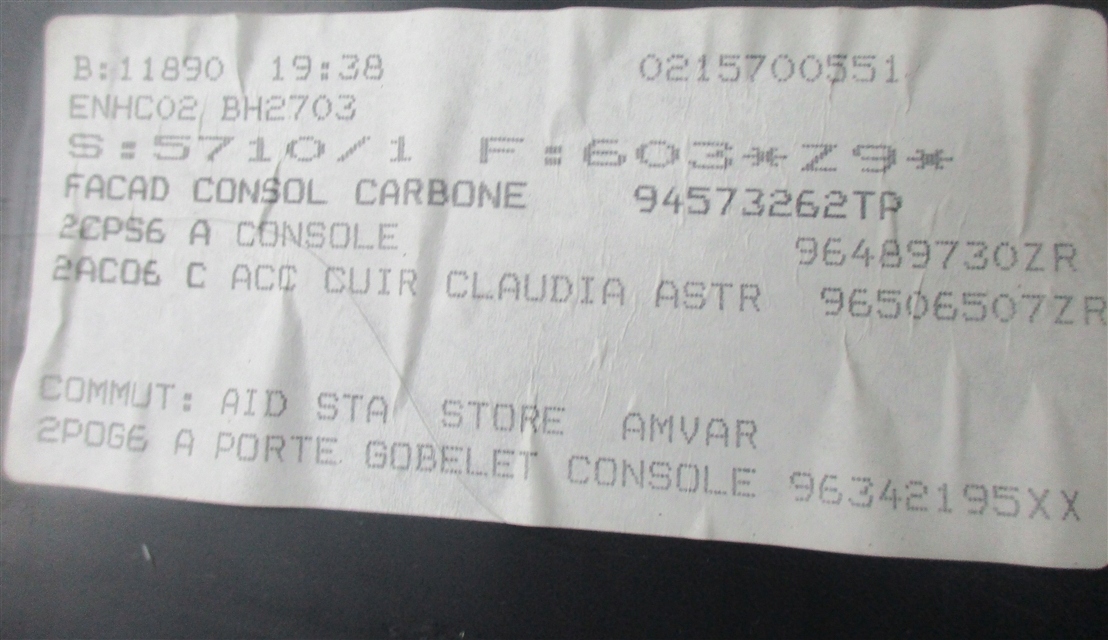 B:11890 19:38 0215700551
ENHC02 BH2703
S:5710/1 F:603*Z9*
FACAD CONSOL CARBONE 94573262TP
2CPS6 A CONSOLE 96489730ZR
2AC06 C ACC CUIR CLAUDIA ASTR 96506507ZR
COMMUT: AID STA STORE AMVAR
2POG6 A PORTE GOBELET CONSOLE 96342195XX